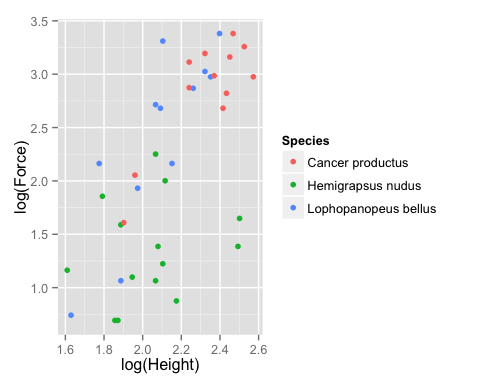 3.5
3.0
2.5
2.0
1.5
1.0
log(Force)
1.6 1.8 2.0 2.2 2.4 2.6
log(Height)
Species
Cancer productus
Hemigrapsus nudus
Lophopanopeus bellus